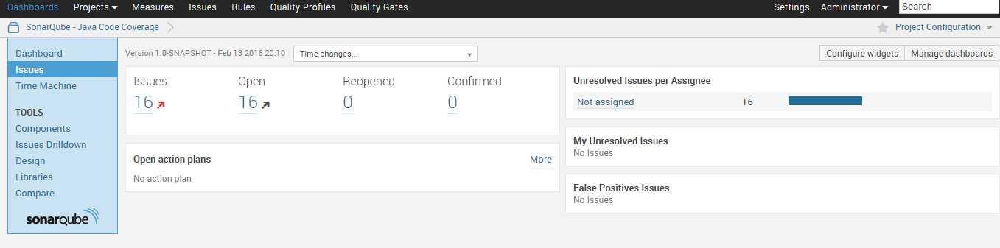 Dashboards Projects Measures Issues Rules Quality Profiles Quality Gates Settings Administrator Search
SonarQube - Java Code Coverage Project Configuration
Dashboard
Issues
Time Machine
TOOLS
Components
Issues Drilldown
Design
Libraries
Compare
sonarqube
Version 1.0-SNAPSHOT - Feb 13 2016 20:10 Time changes... Configure widgets Manage dashboards
Issues Open Reopened Confirmed
16 16 0 0
Open action plans More
No action plan
Unresolved Issues per Assignee
Not assigned 16
My Unresolved Issues
No Issues
False Positives Issues
No Issues